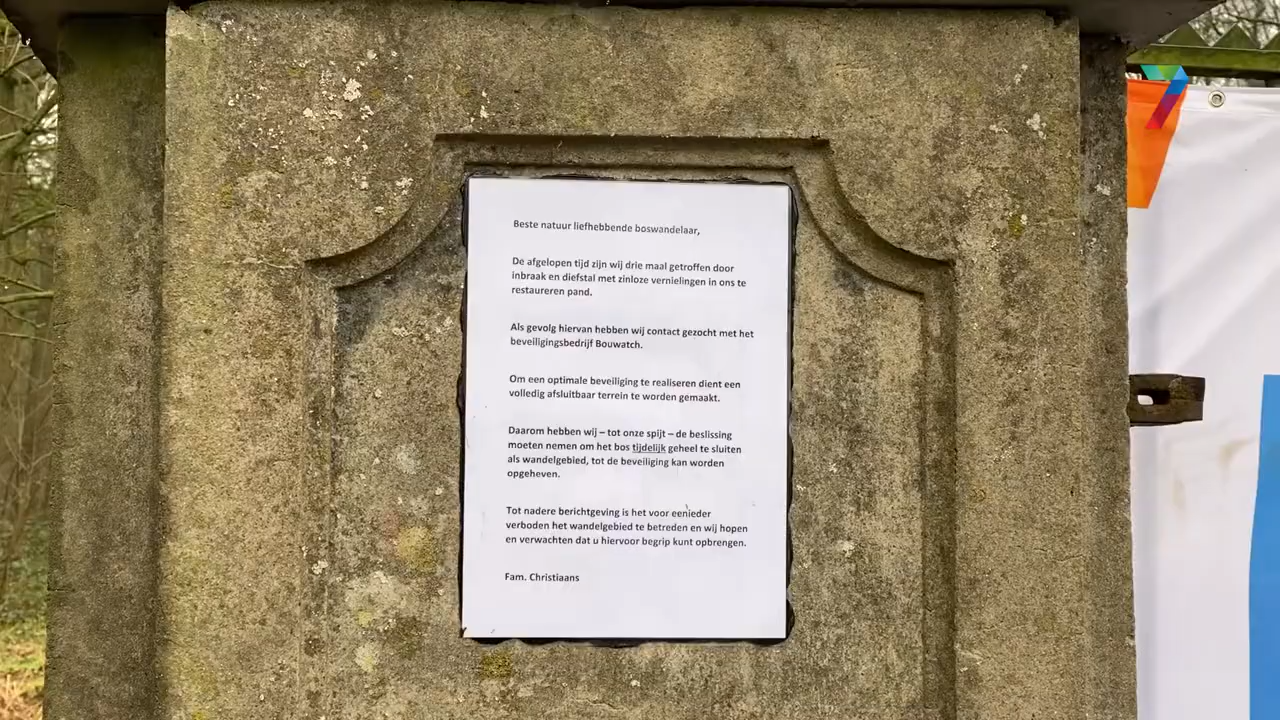 Beste natuur liefhebbende boswandelaar,
De afgelopen tijd zijn wij drie maal getroffen door
inbraak en diefstal met zinloze vernielingen in ons te
restaureren pand.
Als gevolg hiervan hebben wij contact gezocht met het
beveiligingsbedrijf Bouwatch.
Om een optimale beveiliging te realiseren dient een
volledig afsluitbaar terrein te worden gemaakt.
Daarom hebben wij – tot onze spijt – de beslissing
moeten nemen om het bos tijdelijk geheel te sluiten
als wandelgebied, tot de beveiliging kan worden
opgeheven.
Tot nadere berichtgeving is het voor eenieder
verboden het wandelgebied te betreden en wij hopen
en verwachten dat u hiervoor begrip kunt opbrengen.
Fam. Christiaans